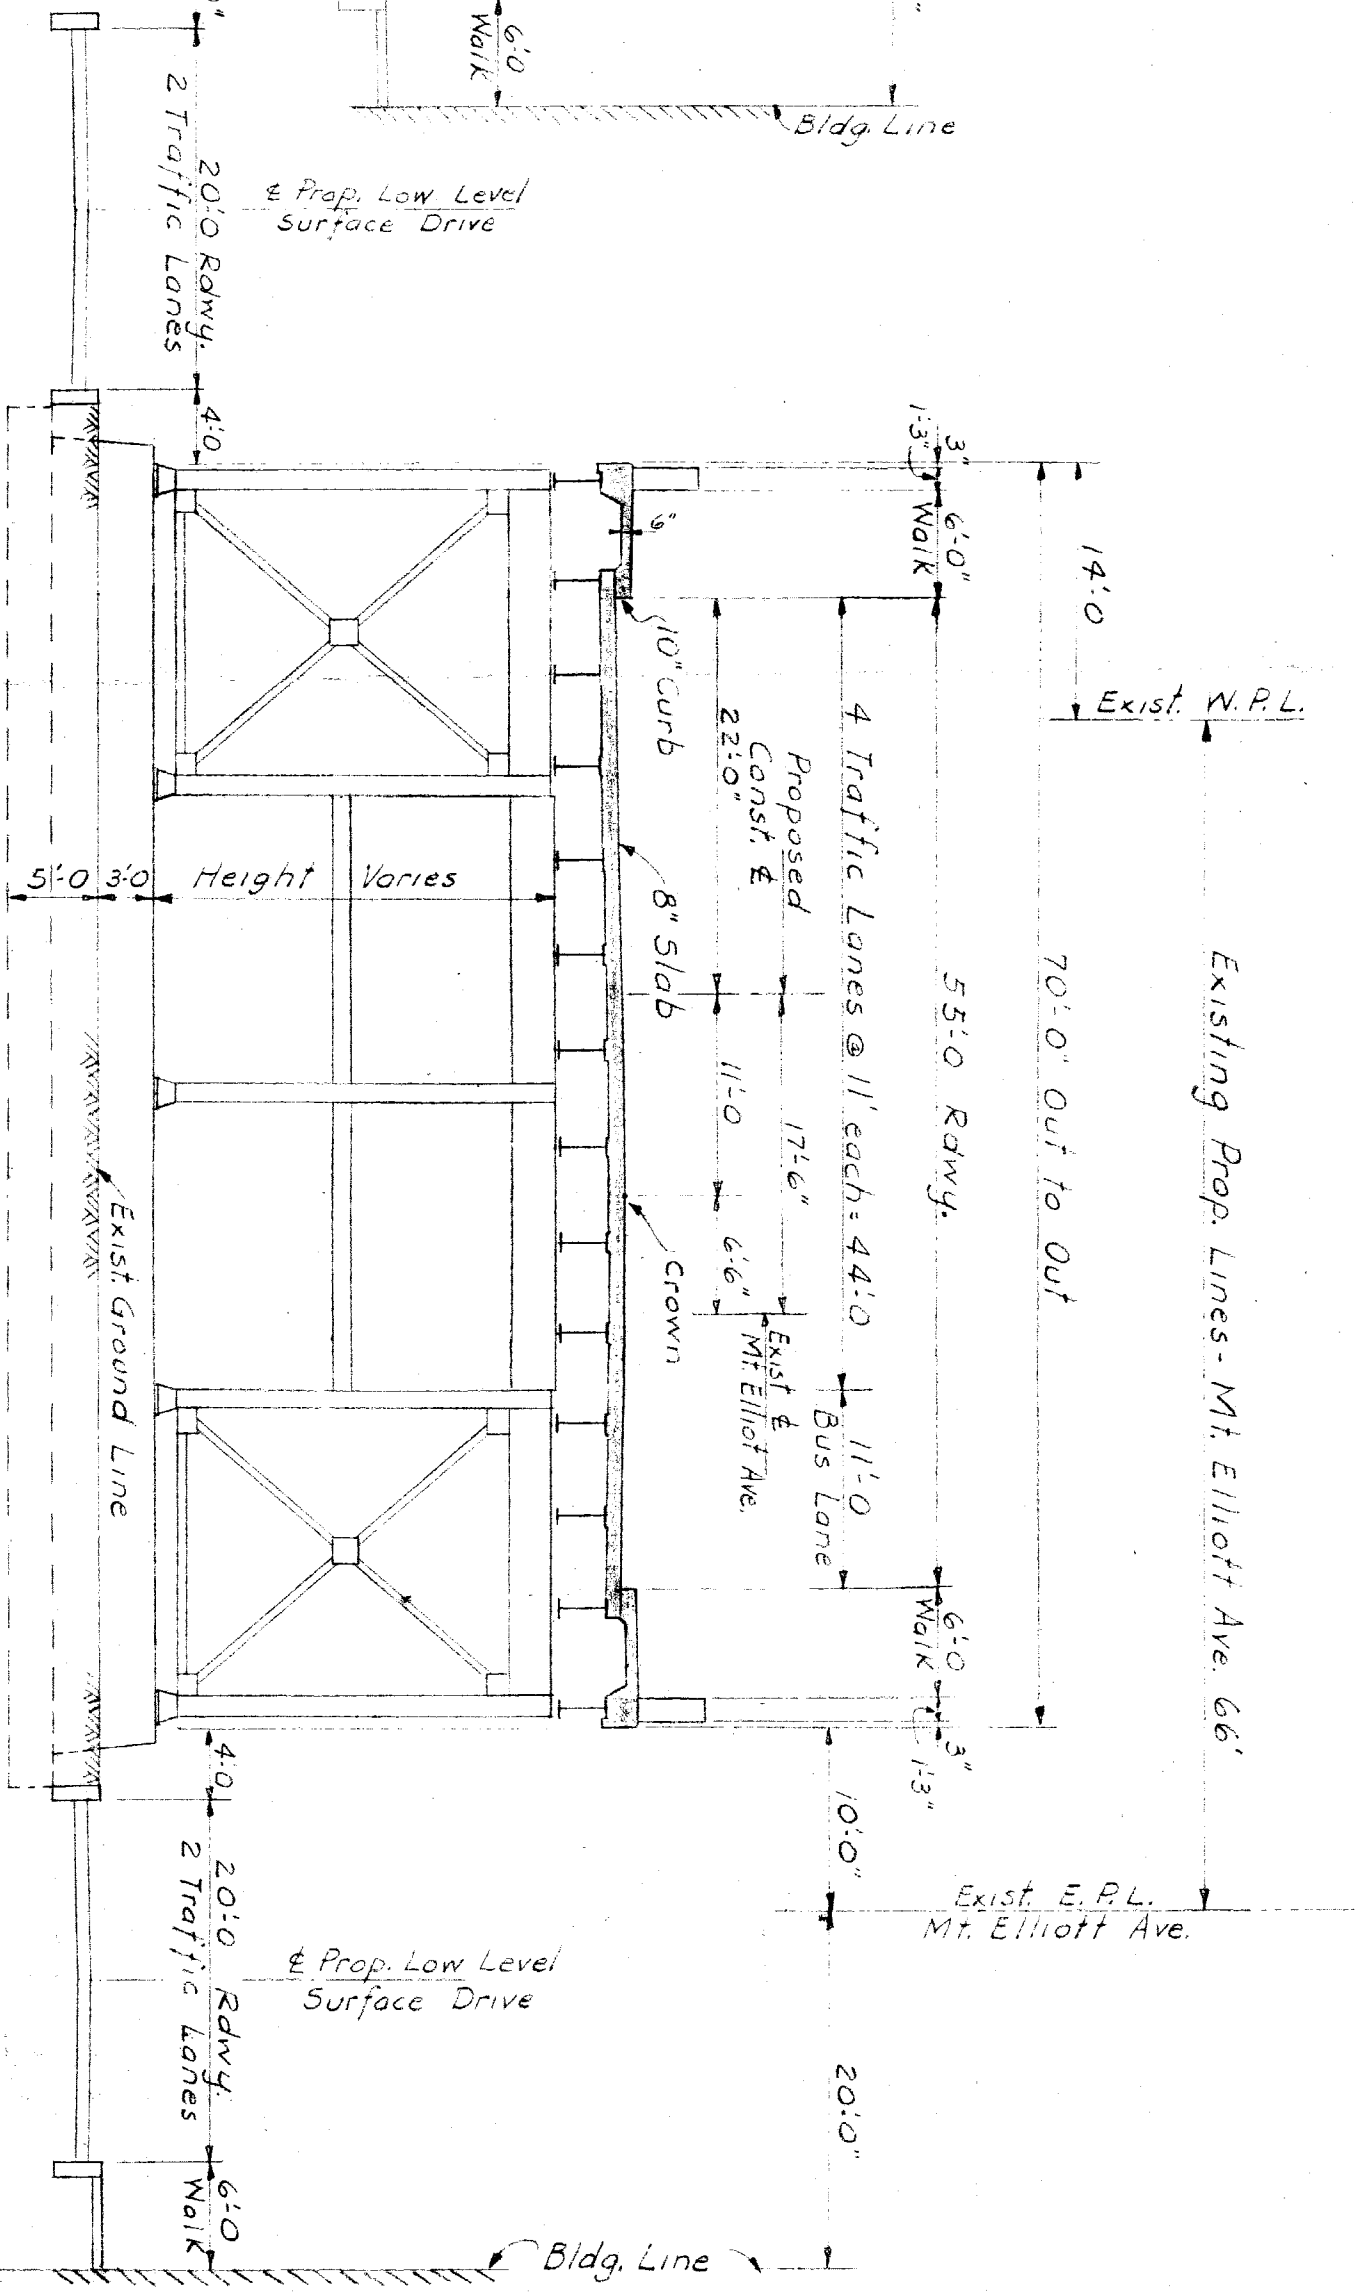 6'-0
Walk
Bldg. Line
20'-0 Rdwy.
2 Traffic Lanes
₵ Prop. Low Level
Surface Drive
4'-0
3"
1'-3"
6'-0"
Walk
14'-0
Exist. W. P. L.
6"
10" Curb
22'-0"
Proposed
Const. ₵
4 Traffic Lanes @ 11' each = 44'-0
55'-0 Rdwy.
70'-0" Out to Out
Existing Prop. Lines - Mt. Elliott Ave. 66'
5'-0
3'-0
Height Varies
8" Slab
11'-0
17'-6"
6'-6"
Crown
Exist ₵
Mt. Elliot Ave.
11'-0
Bus Lane
Exist. Ground Line
6'-0
Walk
3"
1'-3"
4'-0
10'-0"
Exist. E. P. L.
Mt. Elliott Ave.
20'-0 Rdwy.
2 Traffic Lanes
₵ Prop. Low Level
Surface Drive
20'-0"
6'-0
Walk
Bldg. Line